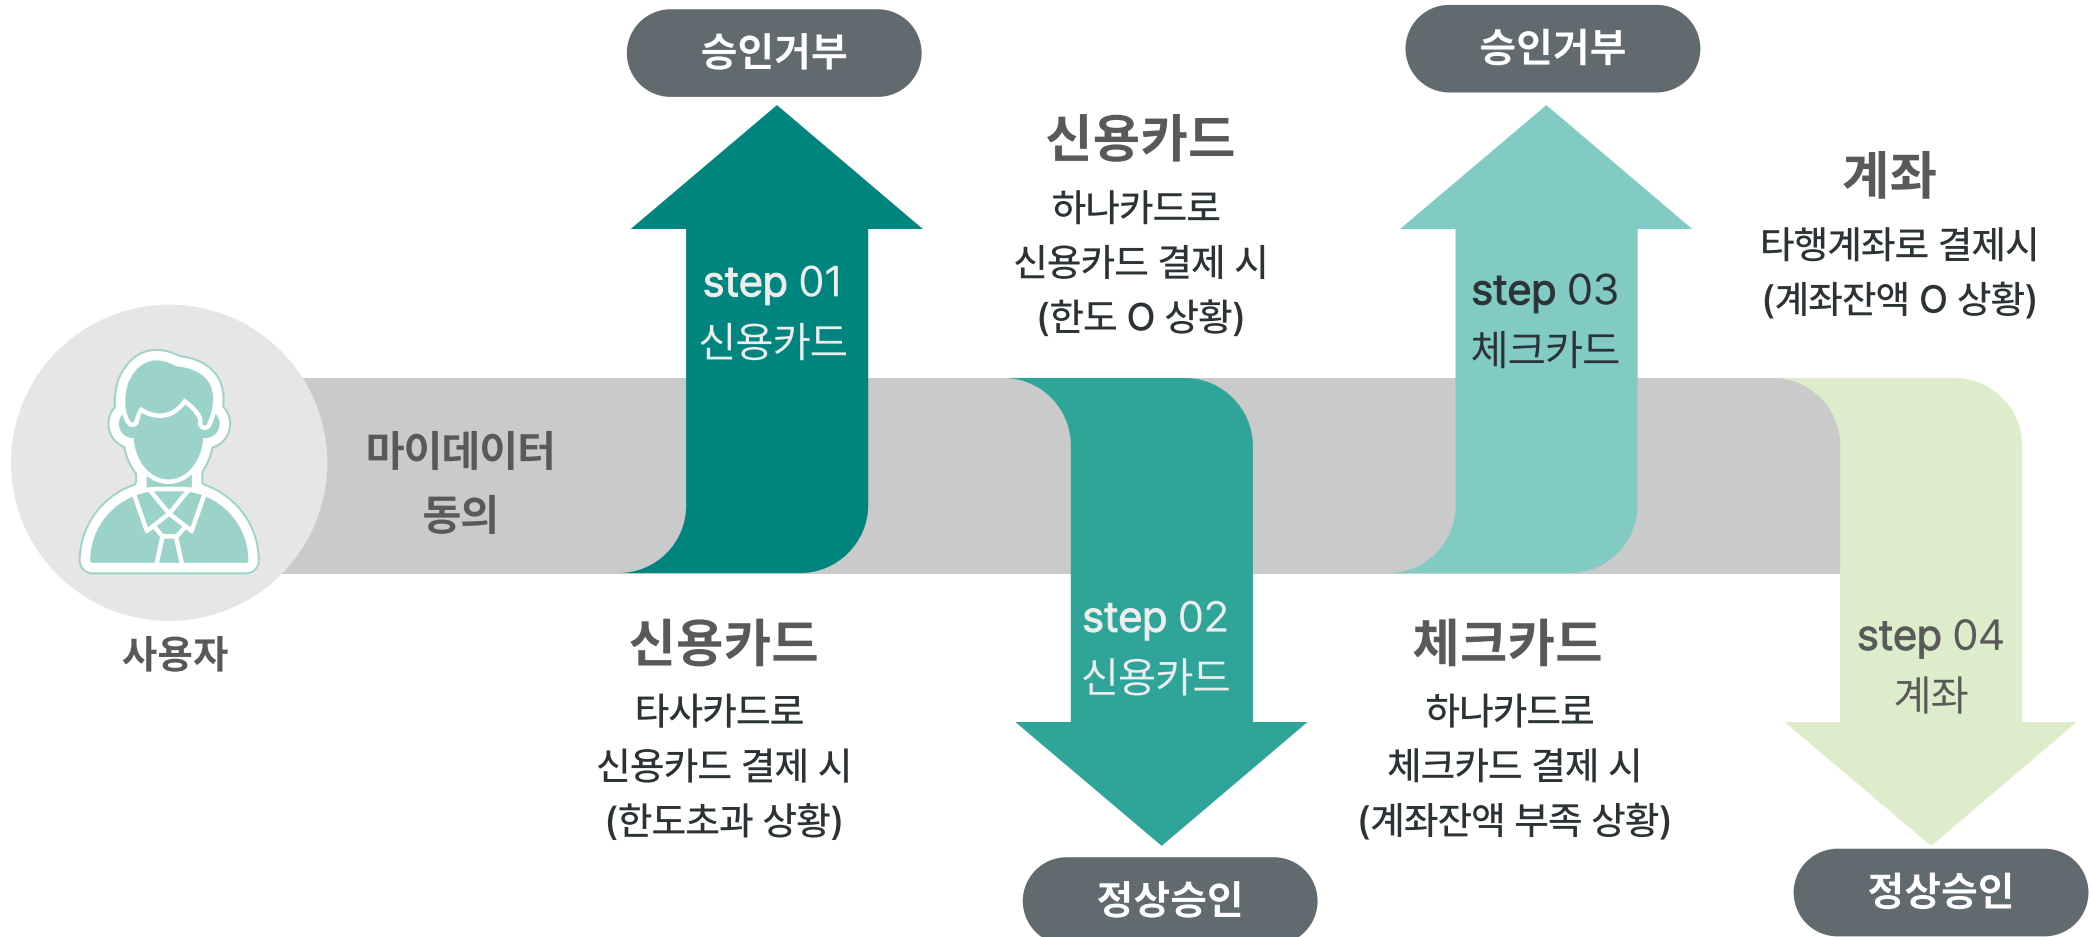 사용자
마이데이터
동의
승인거부
step 01
신용카드
신용카드
타사카드로
신용카드 결제 시
(한도초과 상황)
신용카드
하나카드로
신용카드 결제 시
(한도 O 상황)
step 02
신용카드
정상승인
승인거부
step 03
체크카드
체크카드
하나카드로
체크카드 결제 시
(계좌잔액 부족 상황)
계좌
타행계좌로 결제시
(계좌잔액 O 상황)
step 04
계좌
정상승인